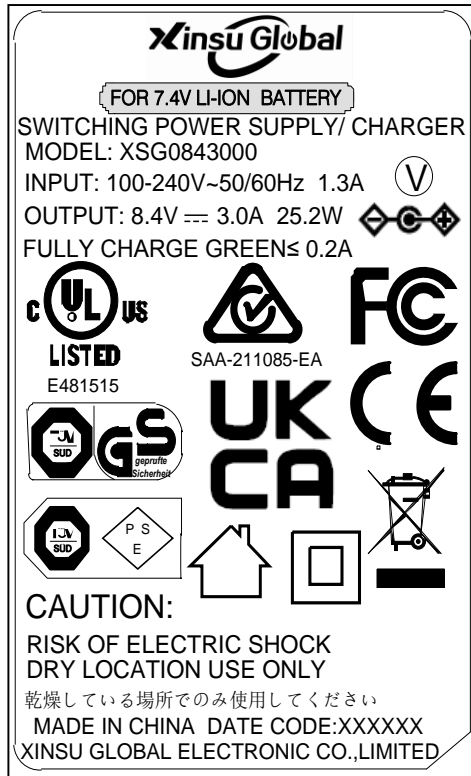 Xinsu Global
FOR 7.4V LI-ION BATTERY
SWITCHING POWER SUPPLY/ CHARGER
MODEL: XSG0843000
INPUT: 100-240V~50/60Hz 1.3A
V
OUTPUT: 8.4V ⎓ 3.0A 25.2W
FULLY CHARGE GREEN≤ 0.2A
C UL US
LISTED
E481515
SAA-211085-EA
FC
CE
TÜV
SÜD
GS
geprufte
Sicherheit
UK
CA
TÜV
SÜD
P S
E
CAUTION:
RISK OF ELECTRIC SHOCK
DRY LOCATION USE ONLY
乾燥している場所でのみ使用してください
MADE IN CHINA DATE CODE:XXXXXX
XINSU GLOBAL ELECTRONIC CO.,LIMITED